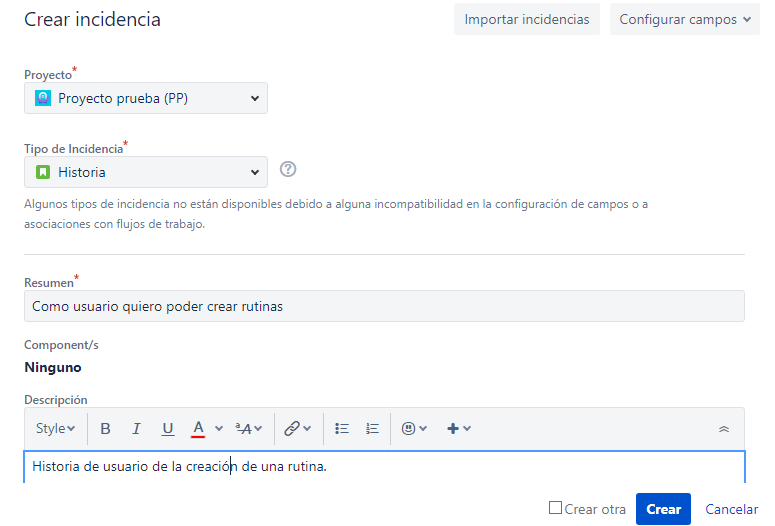 Crear incidencia
Importar incidencias
Configurar campos
Proyecto*
Proyecto prueba (PP)
Tipo de Incidencia*
Historia
Algunos tipos de incidencia no están disponibles debido a alguna incompatibilidad en la configuración de campos o a
asociaciones con flujos de trabajo.
Resumen*
Como usuario quiero poder crear rutinas
Component/s
Ninguno
Descripción
Style B I U A ªA
Historia de usuario de la creación de una rutina.
Crear otra Crear Cancelar